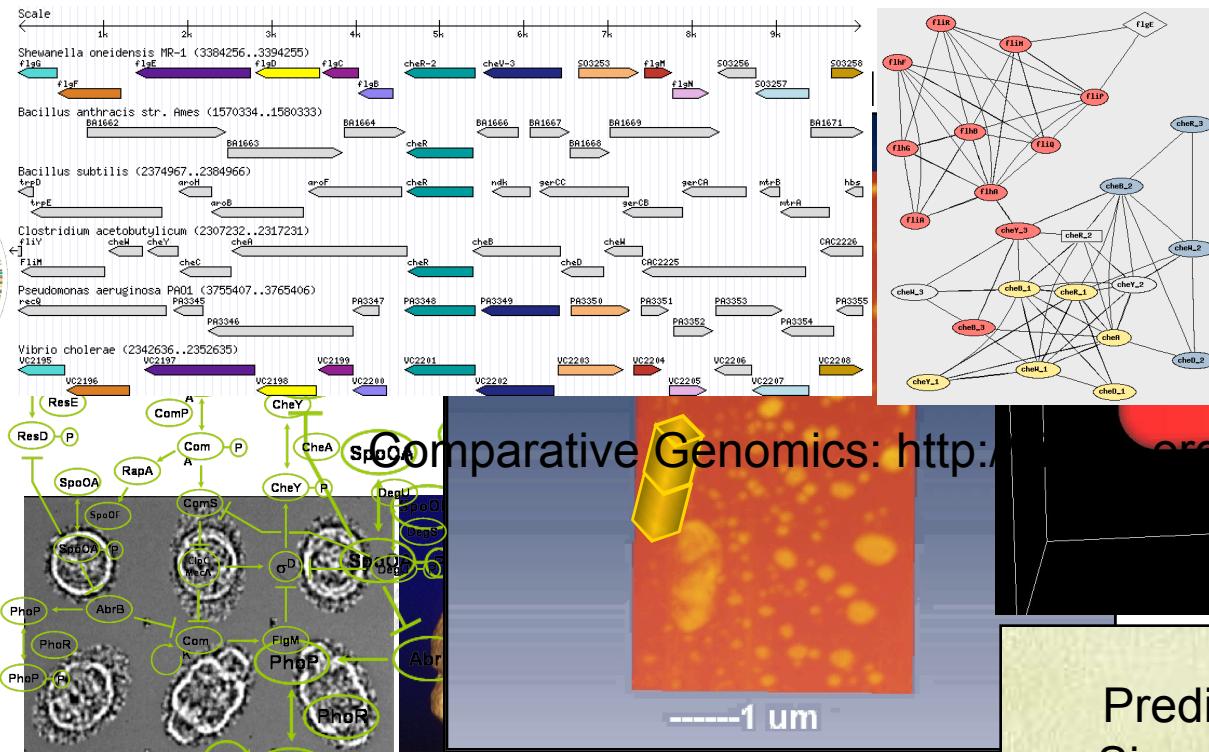 Scale
1k 2k 3k 4k 5k 6k 7k 8k 9k
Shewanella oneidensis MR-1 (3384256..3394255)
flgG flgE flgD flgC cheR-2 cheV-3 SO3253 flgM SO3256 SO3258
flgF flgB flgN SO3257
Bacillus anthracis str. Ames (1570334..1580333)
BA1662 BA1664 BA1666 BA1667 BA1669 BA1671
BA1663 cheR BA1668
Bacillus subtilis (2374967..2384966)
trpD aroH aroF cheR ndk gerCC gerCA mtrB hbs
trpE aroB gerCB mtrA
Clostridium acetobutylicum (2307232..2317231)
fliY cheW cheY cheA cheB cheW CAC2226
FliM cheC cheR cheD CAC2225
Pseudomonas aeruginosa PAO1 (3755407..3765406)
recQ PA3345 PA3347 PA3348 PA3349 PA3350 PA3351 PA3353 PA3355
PA3346 PA3352 PA3354
Vibrio cholerae (2342636..2352635)
VC2195 VC2197 VC2199 VC2201 VC2203 VC2204 VC2206 VC2208
VC2196 VC2198 VC2200 VC2202 VC2205 VC2207
fliR flgE
fliM
flhF
fliP
cheR_3
flhB
flhG fliQ
flhA cheB_2
fliA
cheY_3 cheR_2
cheW_2
cheW_3 cheB_1 cheR_1 cheY_2
cheB_3 cheA
cheD_2
cheY_1 cheW_1
cheD_1
ResE ComP A CheY
ResD P Com A P CheA
Comparative Genomics: http:/
RapA
SpoOA CheY P DegU
SpoOF ComS DegS
SpoOA P ClpC MecA σD
PhoP AbrB
PhoR Com K FlgM
PhoP P PhoP Abr
PhoR
------1 um
Predi